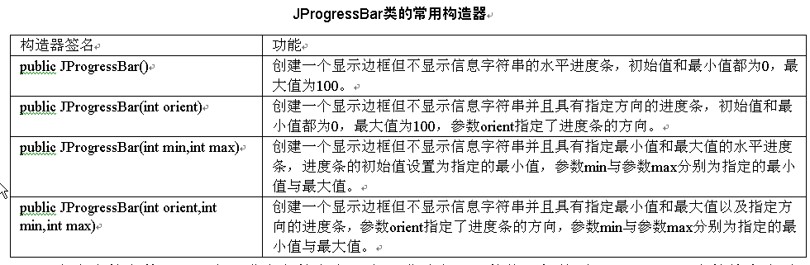 JProgressBar类的常用构造器
构造器签名
功能
public JProgressBar()
创建一个显示边框但不显示信息字符串的水平进度条，初始值和最小值都为0，最
大值为100。
public JProgressBar(int orient)
创建一个显示边框但不显示信息字符串并且具有指定方向的进度条，初始值和最
小值都为0，最大值为100，参数orient指定了进度条的方向。
public JProgressBar(int min,int max)
创建一个显示边框但不显示信息字符串并且具有指定最小值和最大值的水平进度
条，进度条的初始值设置为指定的最小值，参数min与参数max分别为指定的最小
值与最大值。
public JProgressBar(int orient,int
min,int max)
创建一个显示边框但不显示信息字符串并且具有指定最小值和最大值以及指定方
向的进度条，参数orient指定了进度条的方向，参数min与参数max分别为指定的最
小值与最大值。